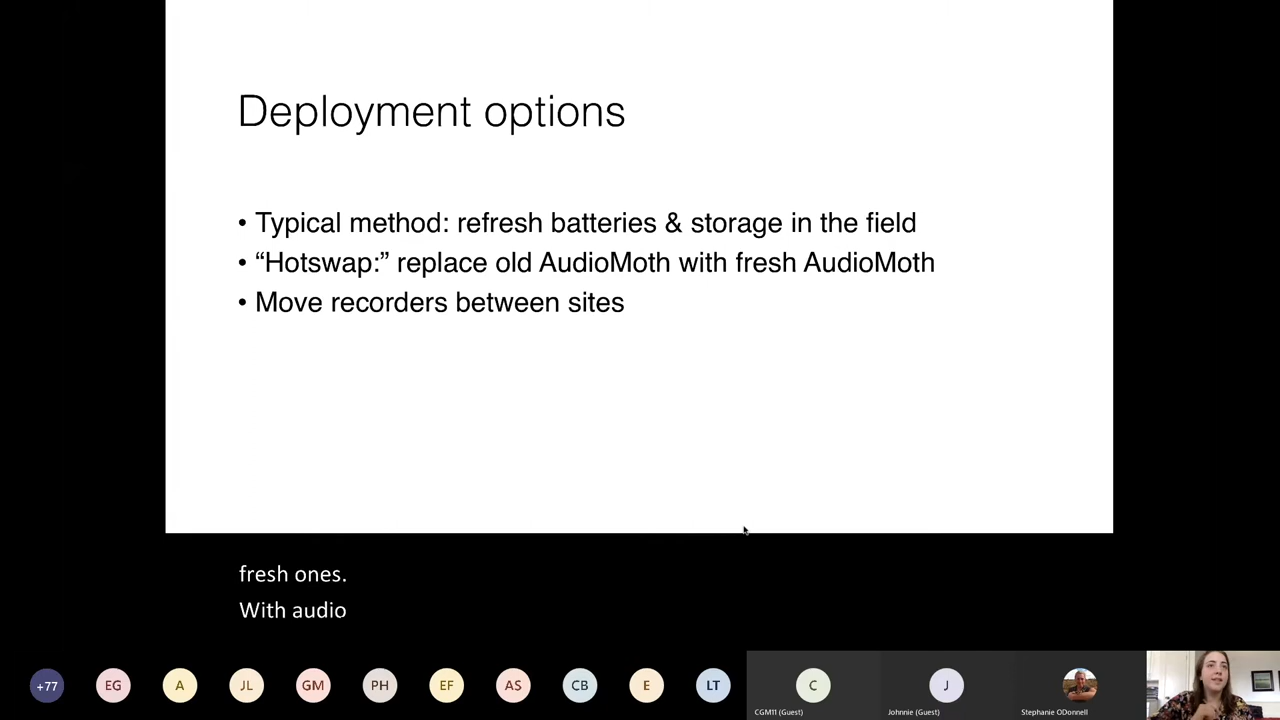 Deployment options
• Typical method: refresh batteries & storage in the field
• “Hotswap:” replace old AudioMoth with fresh AudioMoth
• Move recorders between sites
fresh ones.
With audio
+77
EG
A
JL
GM
PH
EF
AS
CB
E
LT
C
J
CGM11 (Guest)
Johnnie (Guest)
Stephanie ODonnell